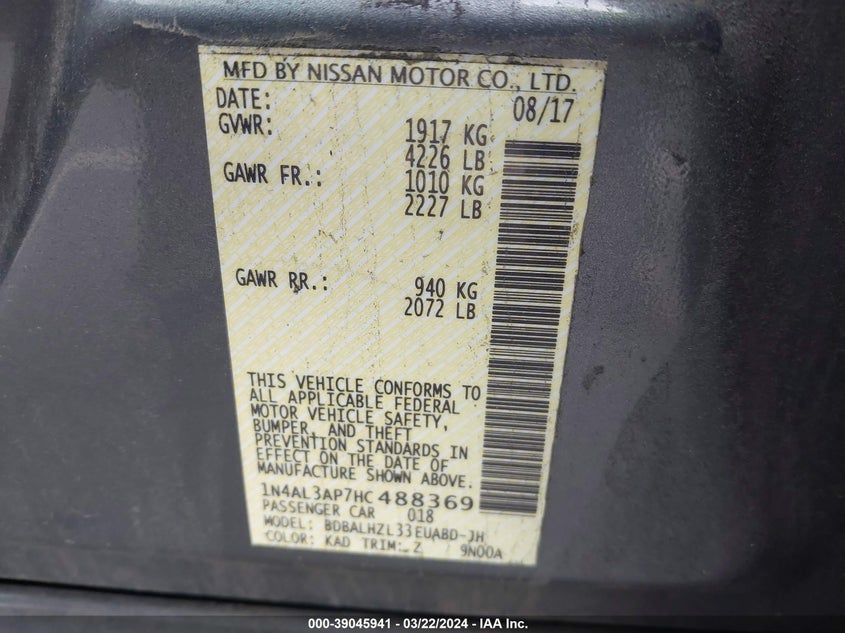 MFD BY NISSAN MOTOR CO., LTD.
DATE: 08/17
GVWR: 1917 KG
4226 LB
GAWR FR.: 1010 KG
2227 LB
GAWR RR.: 940 KG
2072 LB
THIS VEHICLE CONFORMS TO
ALL APPLICABLE FEDERAL
MOTOR VEHICLE SAFETY,
BUMPER, AND THEFT
PREVENTION STANDARDS IN
EFFECT ON THE DATE OF
MANUFACTURE SHOWN ABOVE.
1N4AL3AP7HC488369
PASSENGER CAR 018
MODEL: BDBALHZL33EUABD-JH
COLOR: KAD TRIM: Z 9N00A
000-39045941 - 03/22/2024 - IAA Inc.